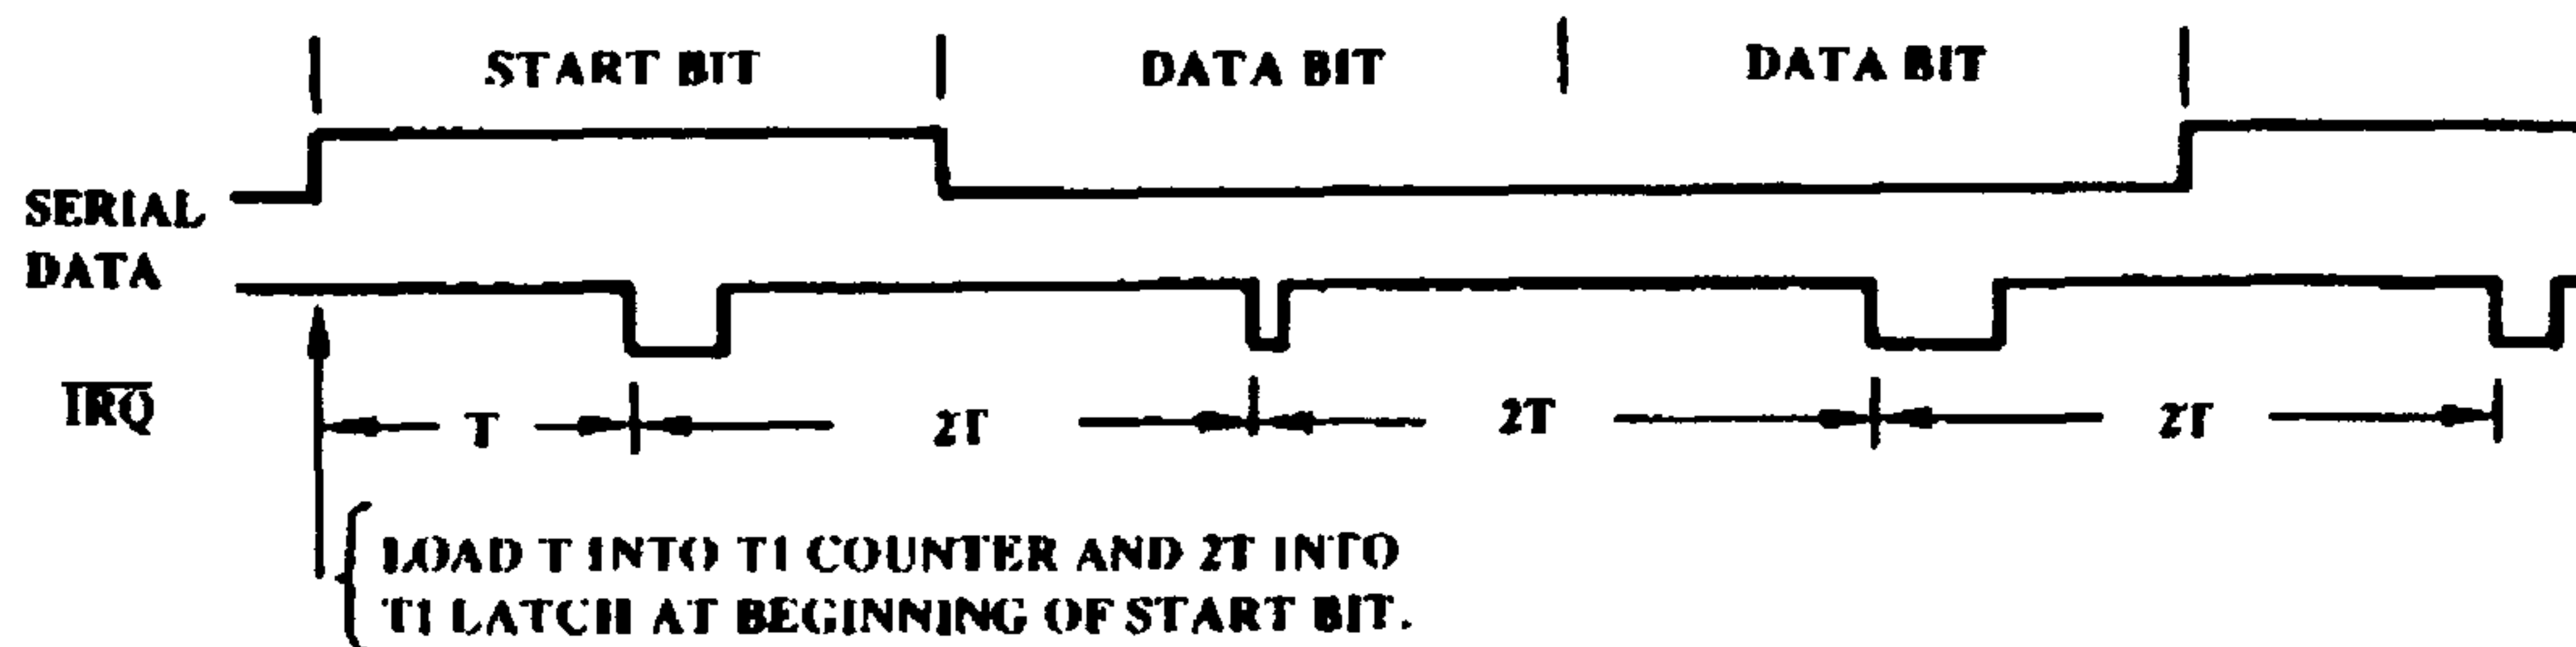 START BIT
DATA BIT
DATA BIT
SERIAL
DATA
IRQ
T
2T
2T
2T
LOAD T INTO T1 COUNTER AND 2T INTO
T1 LATCH AT BEGINNING OF START BIT.